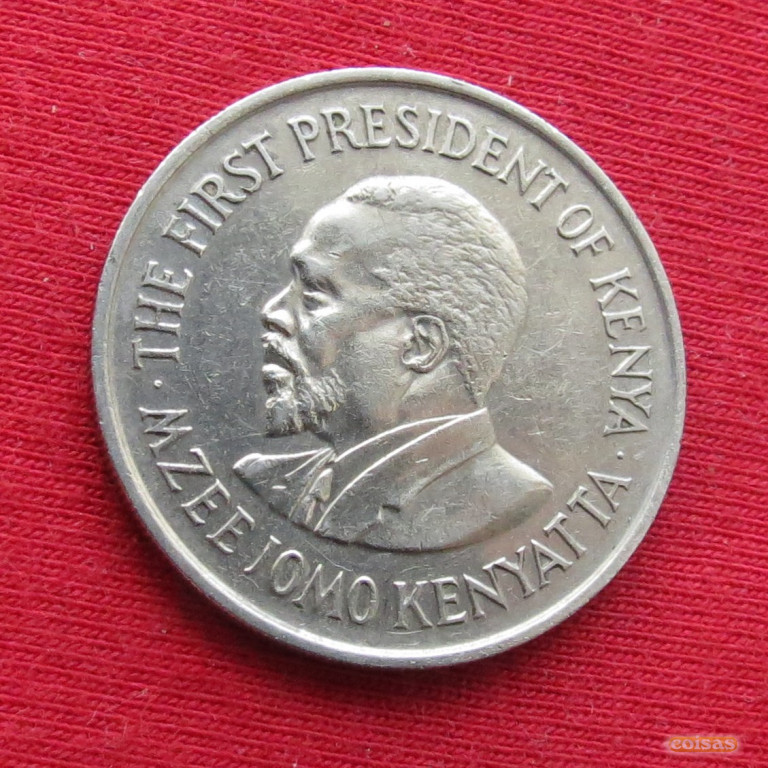 · THE FIRST PRESIDENT OF KENYA ·
MZEE JOMO KENYATTA
coisas